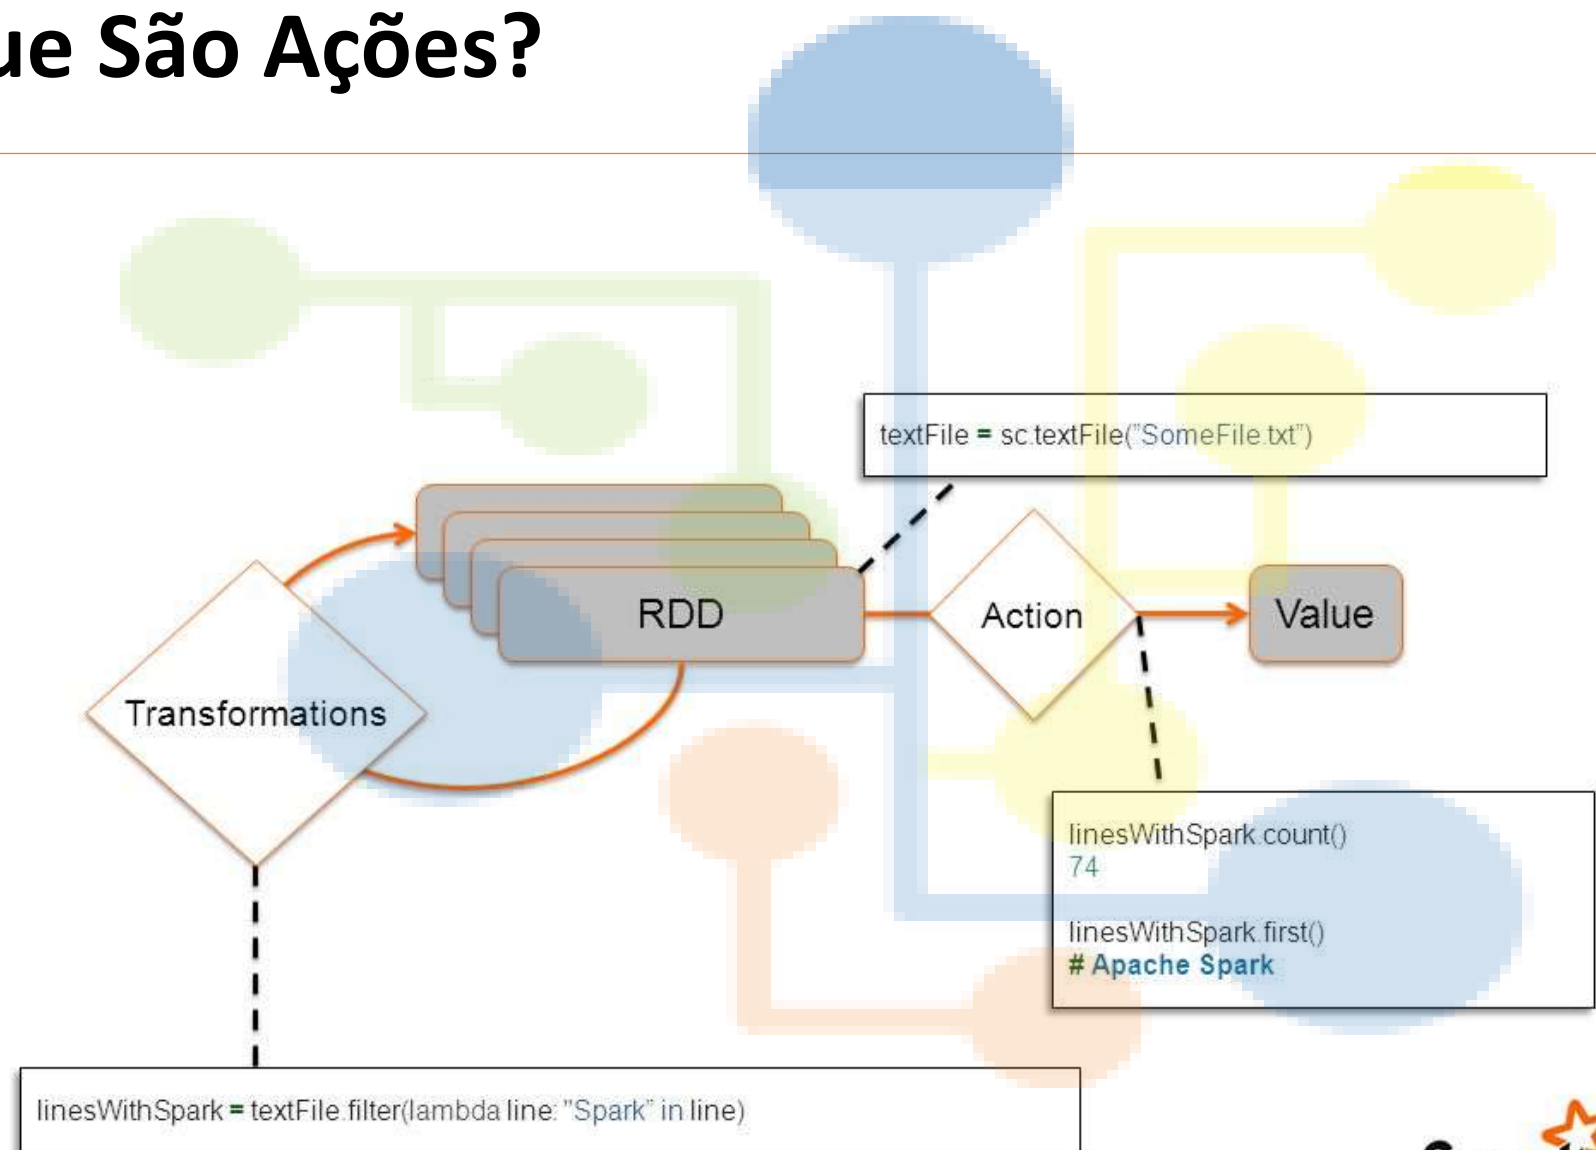 ue São Ações?
textFile = sc.textFile("SomeFile.txt")
RDD
Action
Value
Transformations
linesWithSpark.count()
74
linesWithSpark.first()
# Apache Spark
linesWithSpark = textFile.filter(lambda line: "Spark" in line)